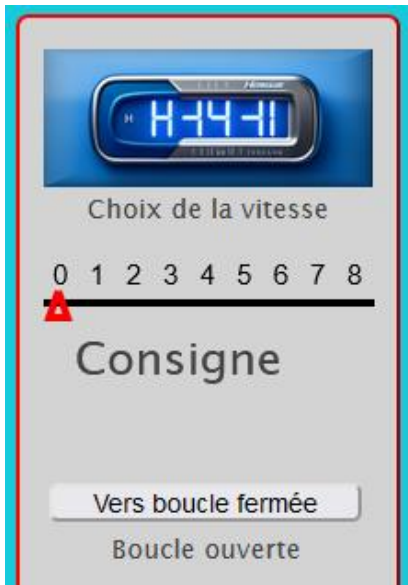 H
Choix de la vitesse
0 1 2 3 4 5 6 7 8
Consigne
Vers boucle fermée
Boucle ouverte